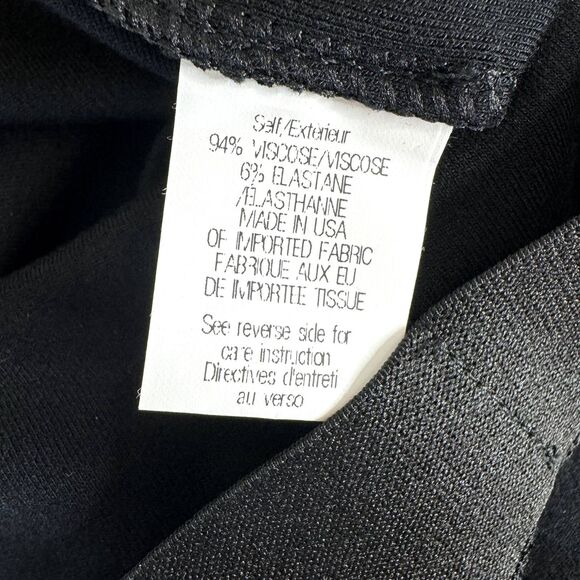 Self/Exterieur
94% VISCOSE/VISCOSE
6% ELASTANE
/ELASTHANNE
MADE IN USA
OF IMPORTED FABRIC
FABRIQUE AUX EU
DE IMPORTEE TISSUE
See reverse side for
care instruction
Directives d'entreti
au verso